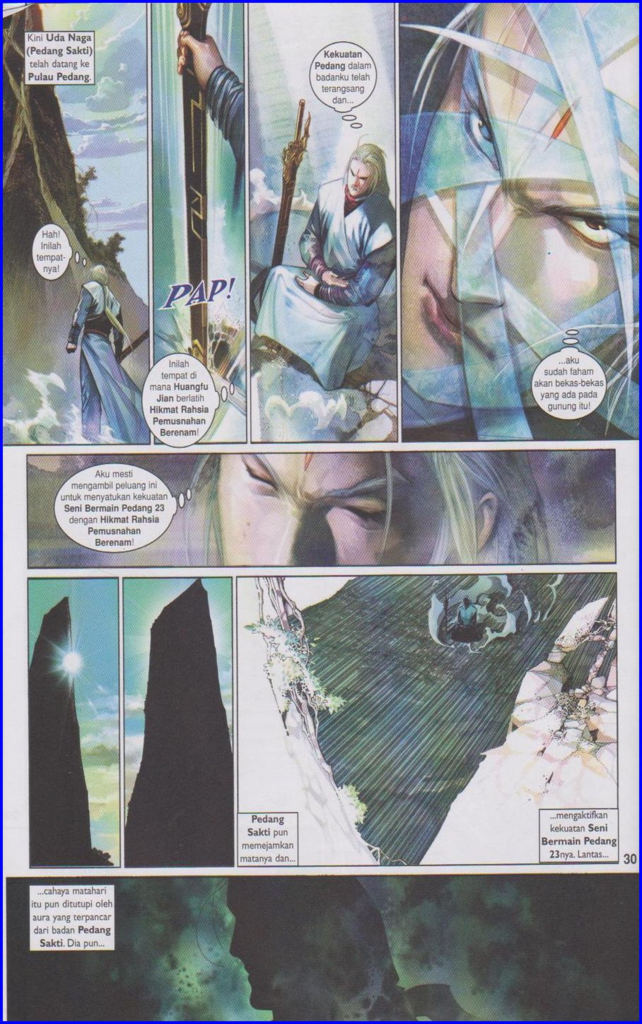 Kini Uda Naga
(Pedang Sakti)
telah datang ke
Pulau Pedang.
Hah!
Inilah
tempat-
nya!
PAP!
Inilah
tempat di
mana Huangfu
Jian berlatih
Hikmat Rahsia
Pemusnahan
Berenam!
Kekuatan
Pedang dalam
badanku telah
terangsang
dan...
...aku
sudah faham
akan bekas-bekas
yang ada pada
gunung itu!
Aku mesti
mengambil peluang ini
untuk menyatukan kekuatan
Seni Bermain Pedang 23
dengan Hikmat Rahsia
Pemusnahan
Berenam!
Pedang
Sakti pun
memejamkan
matanya dan...
...mengaktifkan
kekuatan Seni
Bermain Pedang
23nya. Lantas...
30
...cahaya matahari
itu pun ditutupi oleh
aura yang terpancar
dari badan Pedang
Sakti. Dia pun...